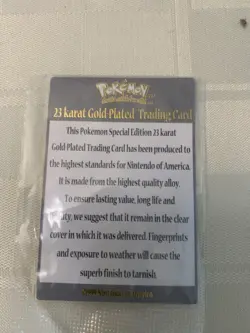 Pokémon
23 karat Gold Plated Trading Card
This Pokemon Special Edition 23 karat
Gold Plated Trading Card has been produced to
the highest standards for Nintendo of America.
It is made from the highest quality alloy.
To ensure lasting value, long life and
we suggest that it remain in the clear
cover in which it was delivered. Fingerprints
and exposure to weather will cause the
superb finish to tarnish.